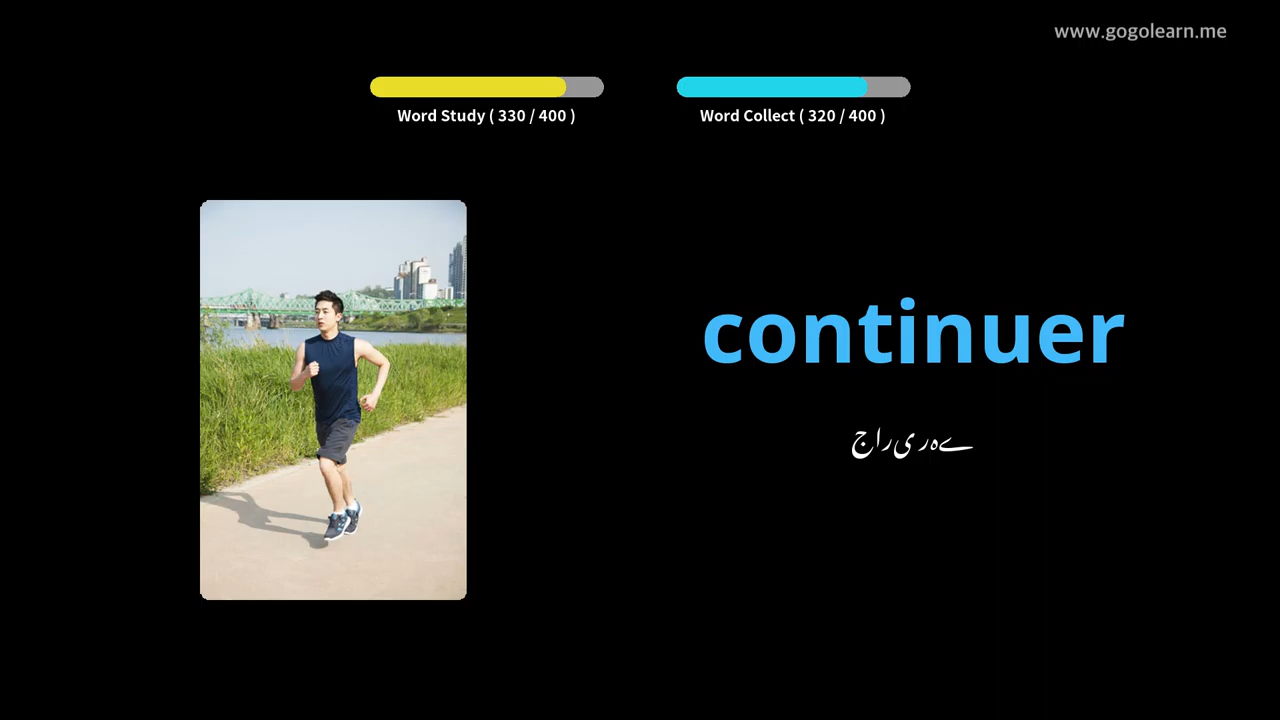 www.gogolearn.me
Word Study ( 330 / 400 )
Word Collect ( 320 / 400 )
continuer
جاری رہے